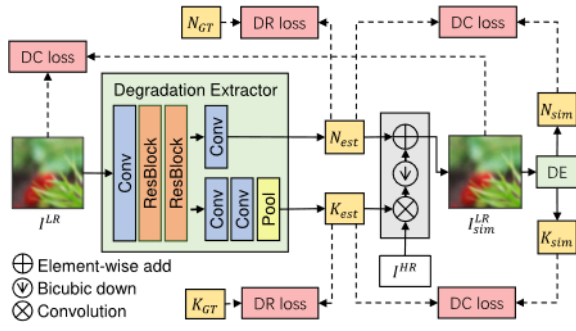 N_GT
DR loss
DC loss
DC loss
Degradation Extractor
Conv
ResBlock
ResBlock
Conv
N_est
N_sim
Conv
Conv
Pool
K_est
DE
I^LR
I^LR_sim
K_sim
I^HR
Element-wise add
Bicubic down
Convolution
K_GT
DR loss
DC loss